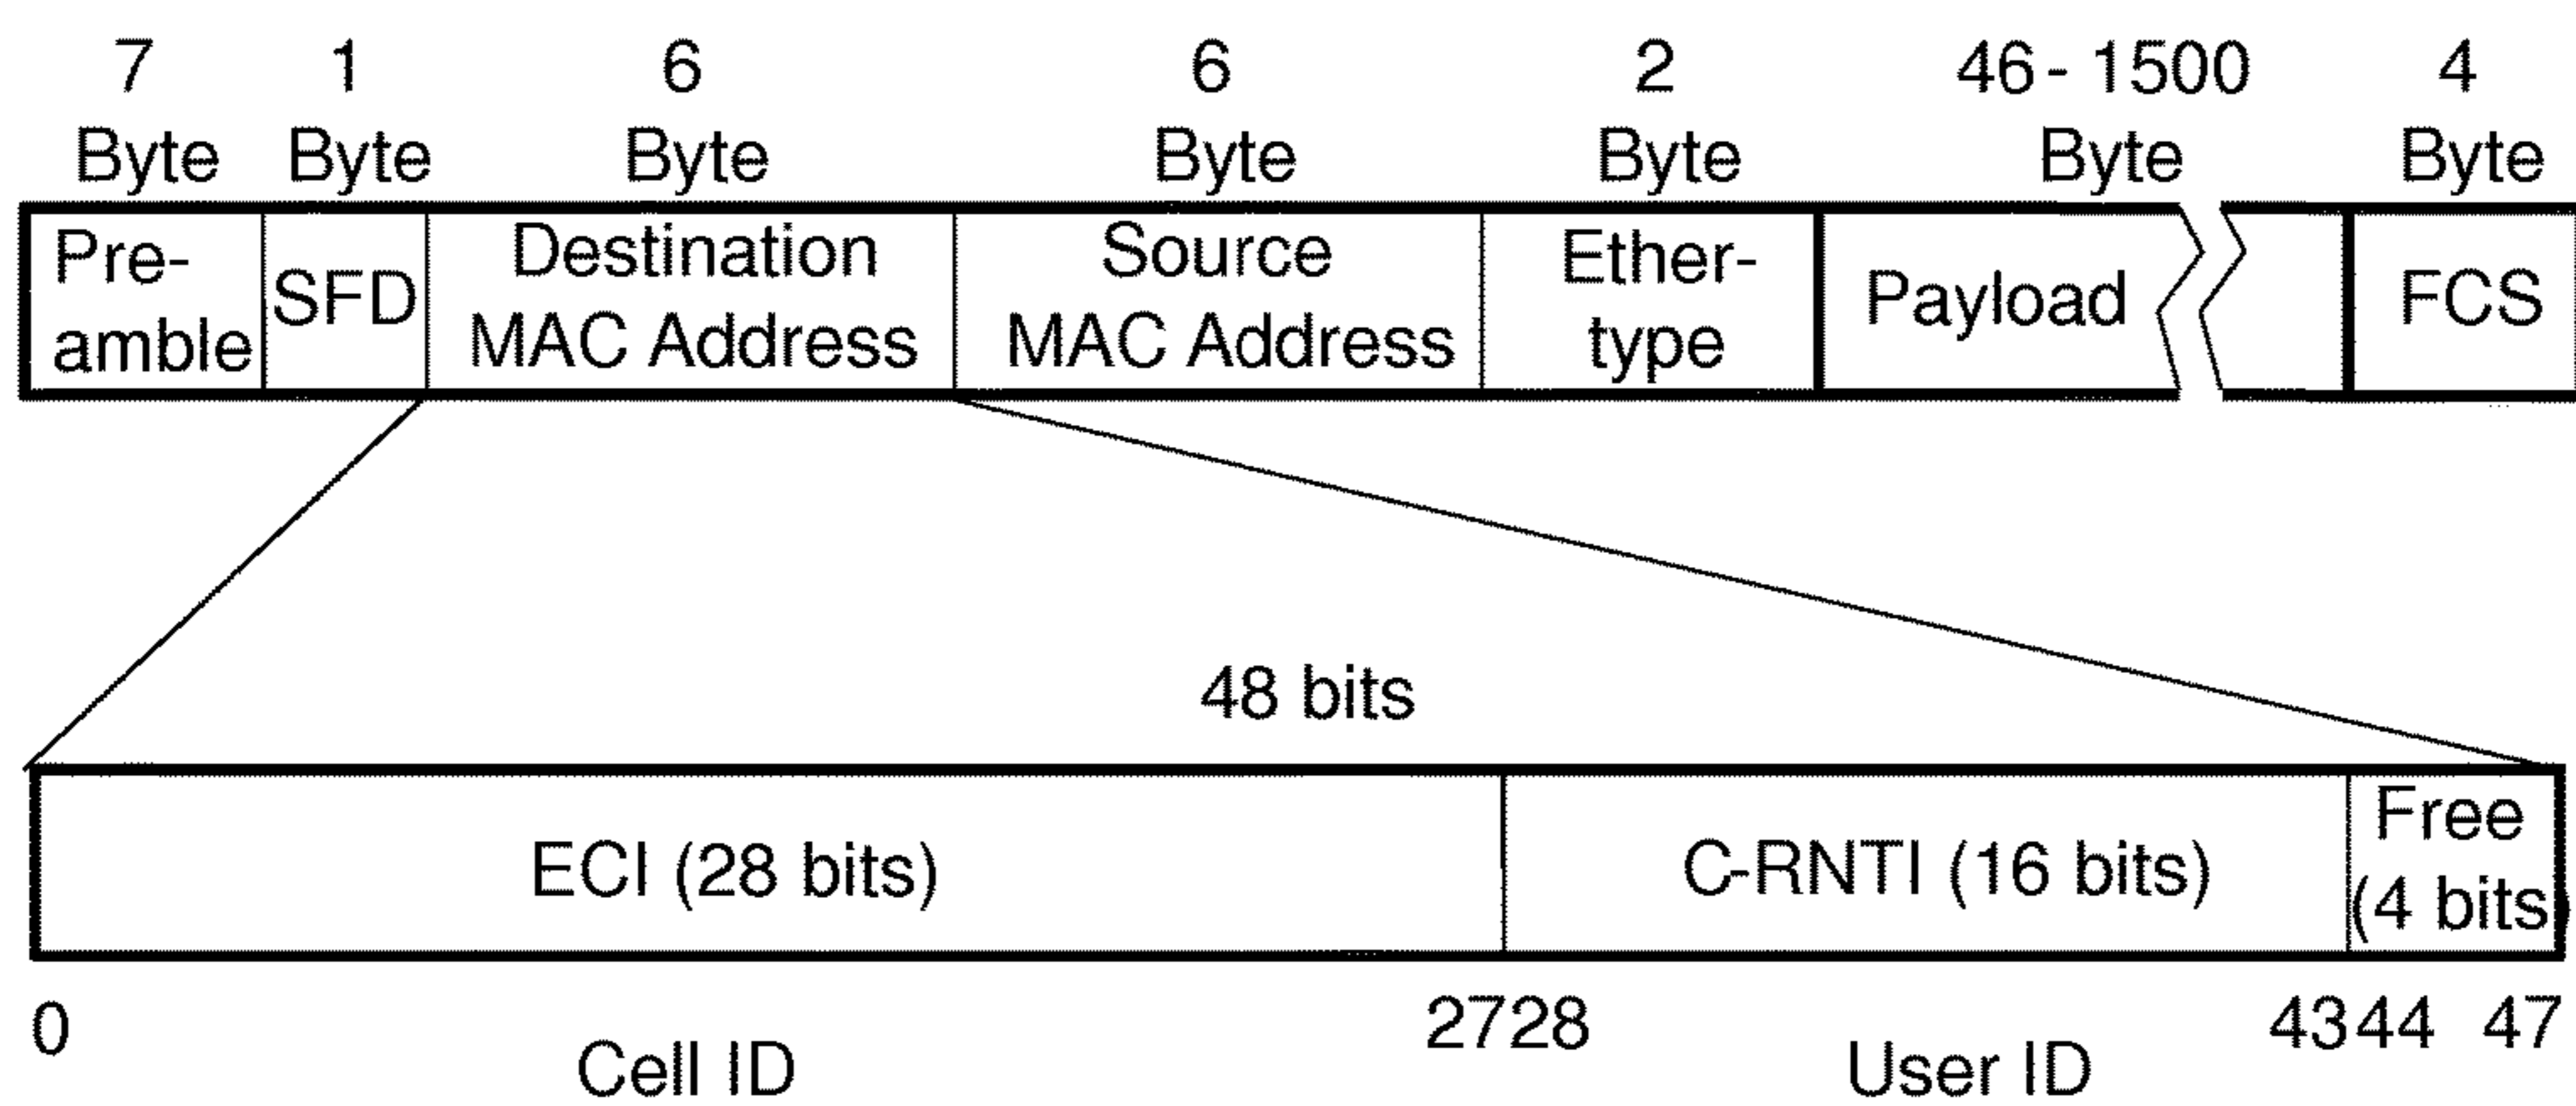 7 1 6 6 2 46 - 1500 4
Byte Byte Byte Byte Byte Byte Byte
Pre-
amble
SFD
Destination
MAC Address
Source
MAC Address
Ether-
type
Payload
FCS
48 bits
ECI (28 bits)
C-RNTI (16 bits)
Free
(4 bits)
0 27 28 43 44 47
Cell ID User ID